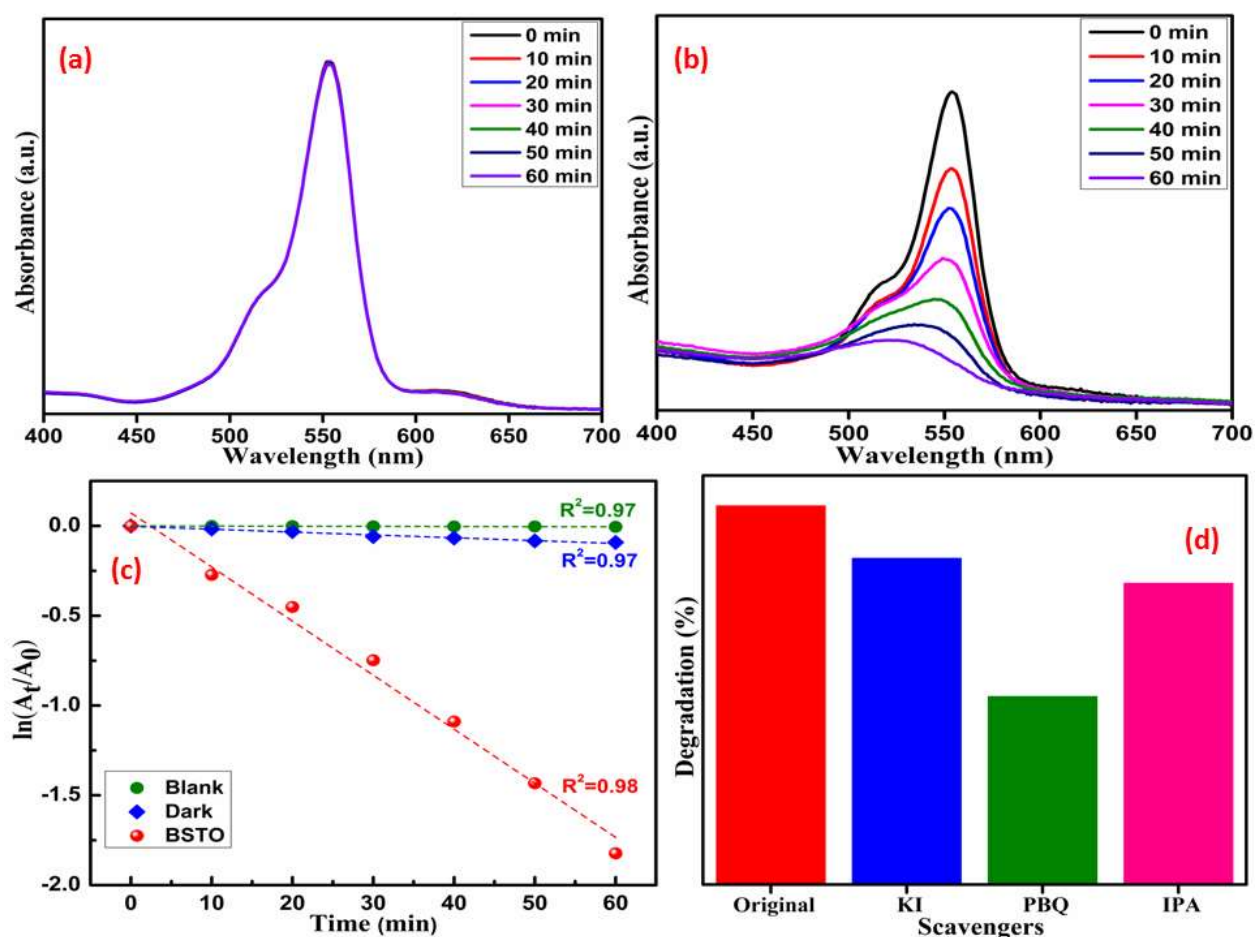 (a)
0 min
10 min
20 min
30 min
40 min
50 min
60 min
Absorbance (a.u.)
400 450 500 550 600 650 700
Wavelength (nm)
(b)
0 min
10 min
20 min
30 min
40 min
50 min
60 min
Absorbance (a.u.)
400 450 500 550 600 650 700
Wavelength (nm)
(c)
ln(At/A0)
0.0
-0.5
-1.0
-1.5
-2.0
R²=0.97
R²=0.97
R²=0.98
Blank
Dark
BSTO
0 10 20 30 40 50 60
Time (min)
(d)
Degradation (%)
Original KI PBQ IPA
Scavengers